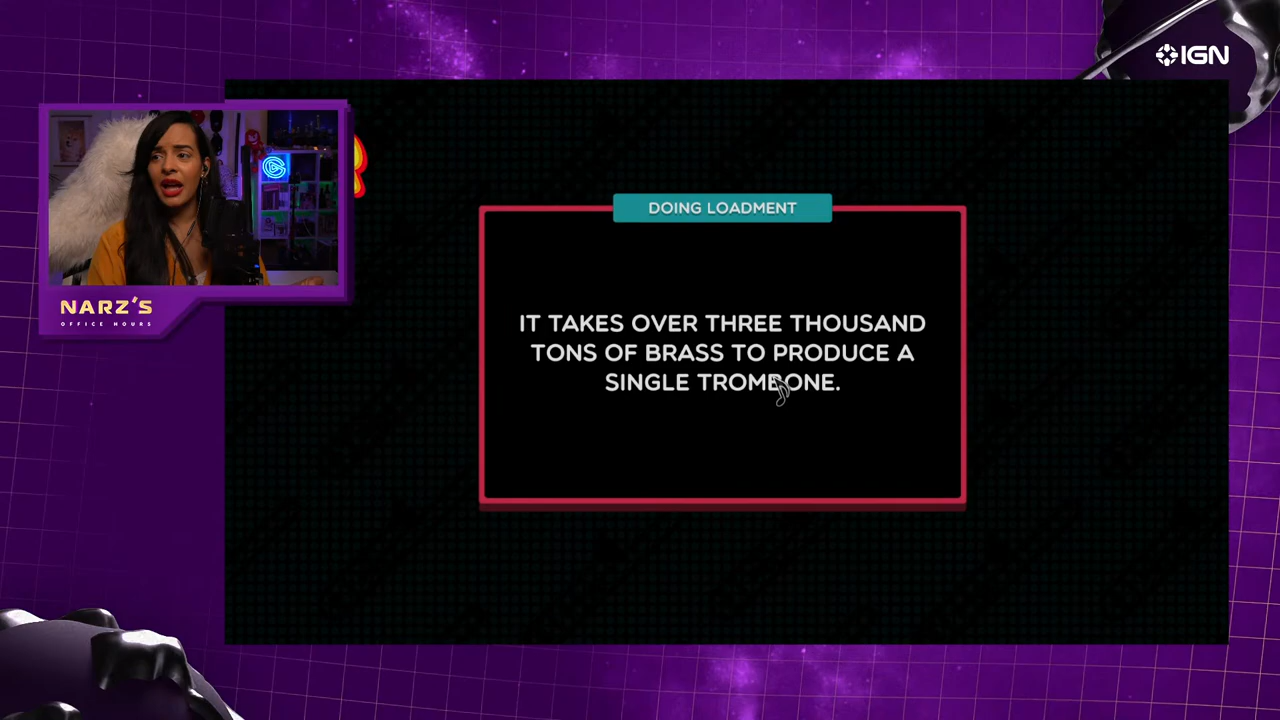 IGN
NARZ'S
OFFICE HOURS
DOING LOADMENT
IT TAKES OVER THREE THOUSAND
TONS OF BRASS TO PRODUCE A
SINGLE TROMBONE.